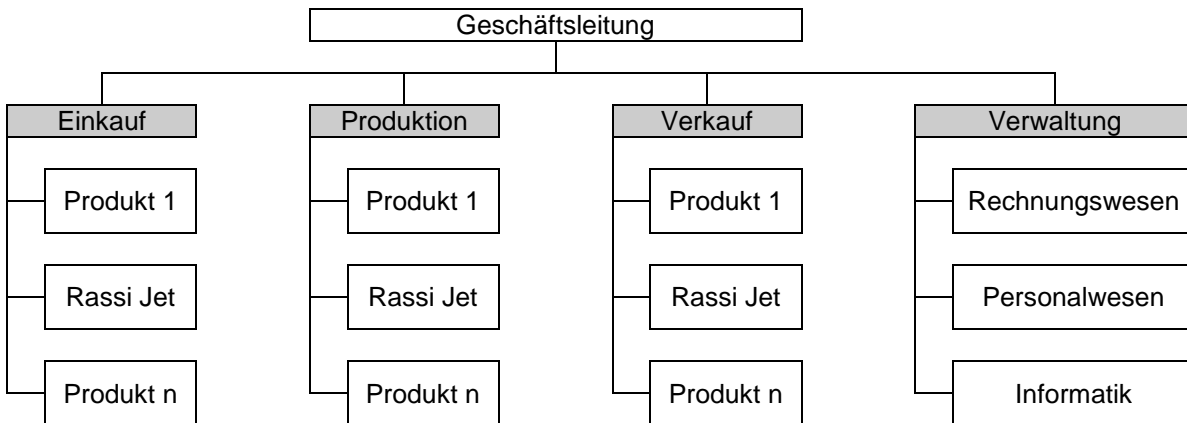 Geschäftsleitung
Einkauf
Produktion
Verkauf
Verwaltung
Produkt 1
Produkt 1
Produkt 1
Rechnungswesen
Rassi Jet
Rassi Jet
Rassi Jet
Personalwesen
Produkt n
Produkt n
Produkt n
Informatik